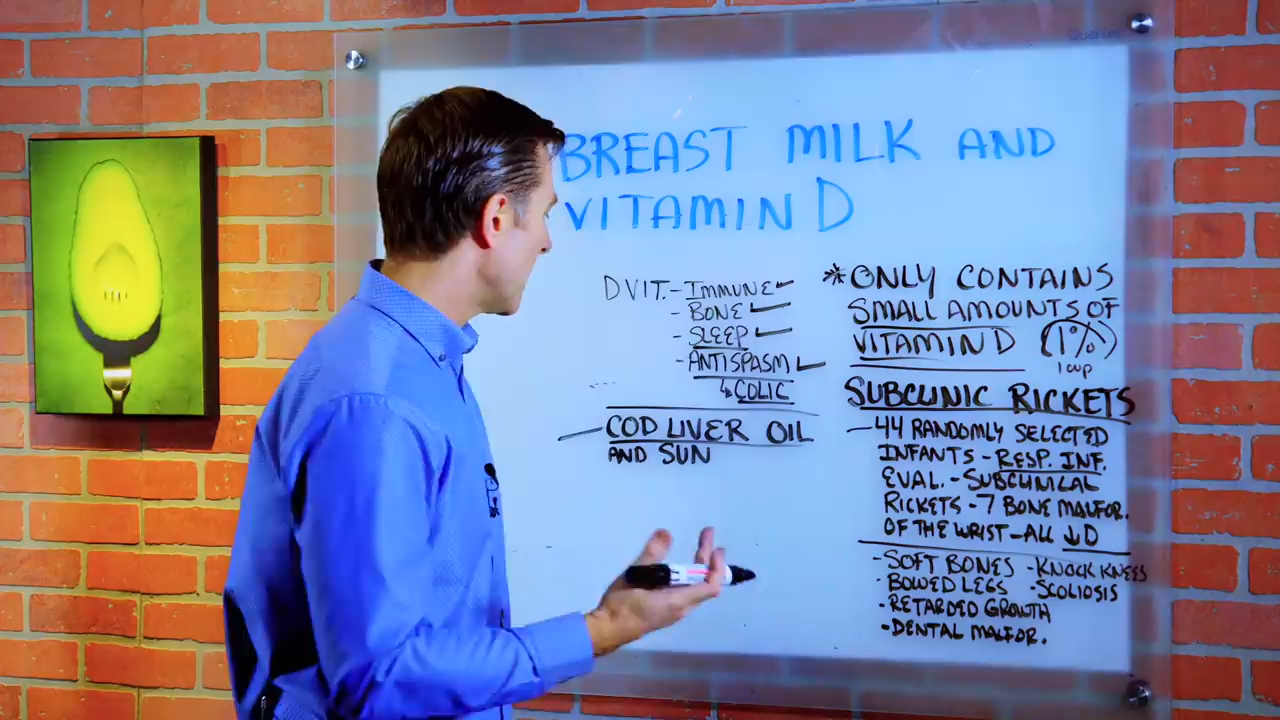 BREAST MILK AND
VITAMIN D
D VIT. - IMMUNE
- BONE
- SLEEP
- ANTISPASM
↳ COLIC
COD LIVER OIL
AND SUN
*ONLY CONTAINS
SMALL AMOUNTS OF
VITAMIN D (1%)
1 cup
SUBCLINIC RICKETS
- 44 RANDOMLY SELECTED
INFANTS - RESP. INF.
EVAL. - SUBCLINICAL
RICKETS - 7 BONE MALFOR.
OF THE WRIST - ALL ↓D
- SOFT BONES - KNOCK KNEES
- BOWED LEGS - SCOLIOSIS
- RETARDED GROWTH
- DENTAL MALFOR.